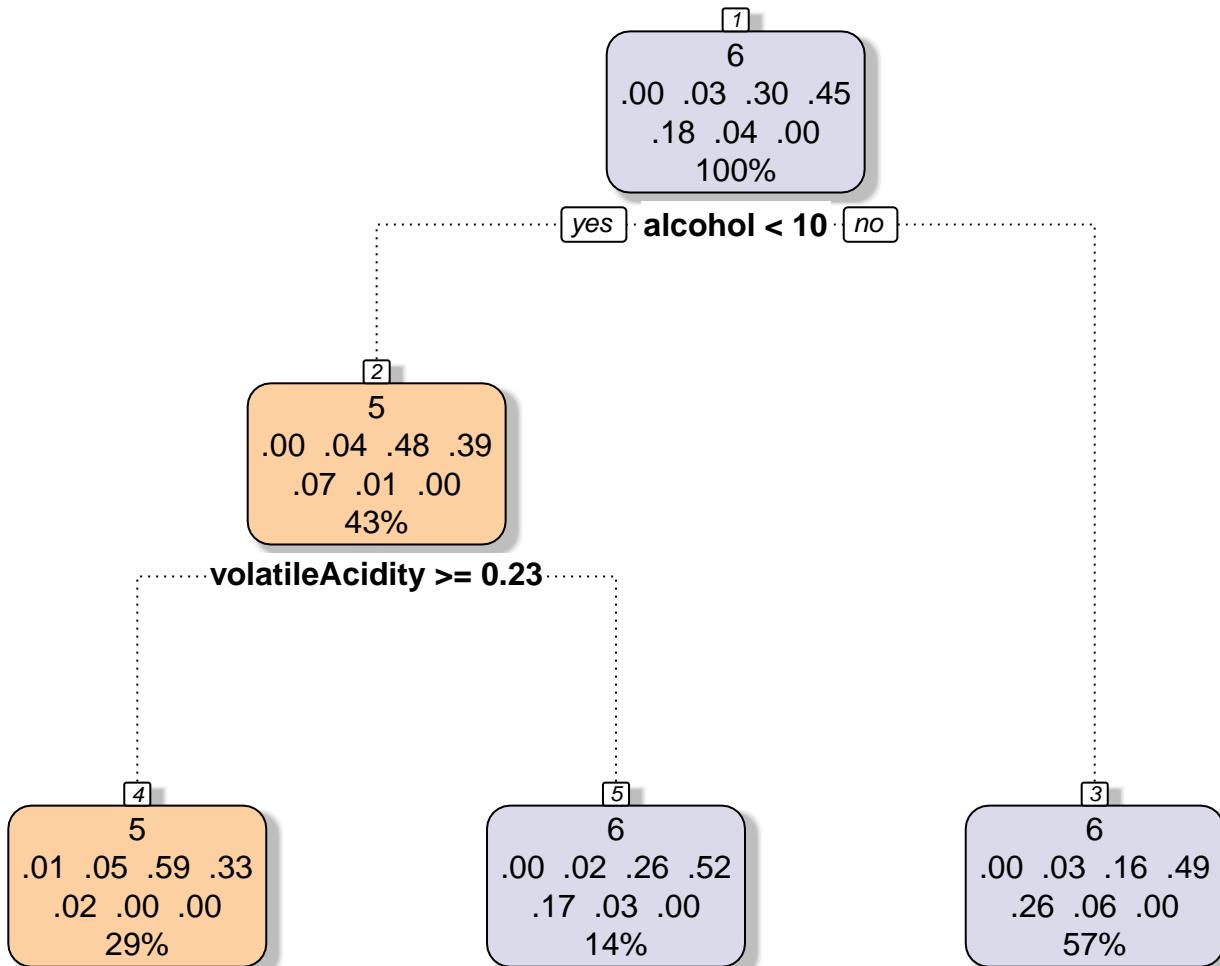 1
6
.00 .03 .30 .45
.18 .04 .00
100%
yes alcohol < 10 no
2
5
.00 .04 .48 .39
.07 .01 .00
43%
volatileAcidity >= 0.23
4
5
.01 .05 .59 .33
.02 .00 .00
29%
5
6
.00 .02 .26 .52
.17 .03 .00
14%
3
6
.00 .03 .16 .49
.26 .06 .00
57%